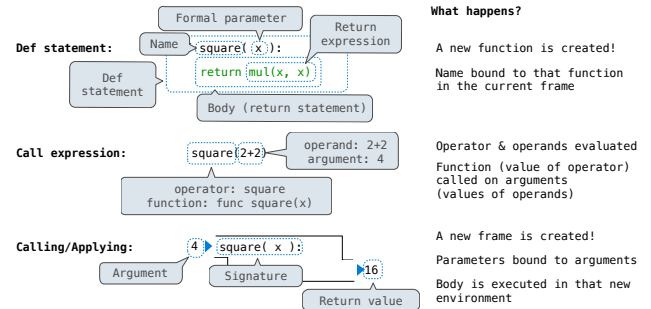 What happens?
Formal parameter
Return
expression
Def statement:
Name
square( x ):
A new function is created!
Def
statement
return mul(x, x)
Name bound to that function
in the current frame
Body (return statement)
Call expression:
square(2+2)
operand: 2+2
argument: 4
Operator & operands evaluated
Function (value of operator)
called on arguments
(values of operands)
operator: square
function: func square(x)
Calling/Applying:
4
square( x ):
A new frame is created!
Argument
Signature
16
Parameters bound to arguments
Return value
Body is executed in that new
environment